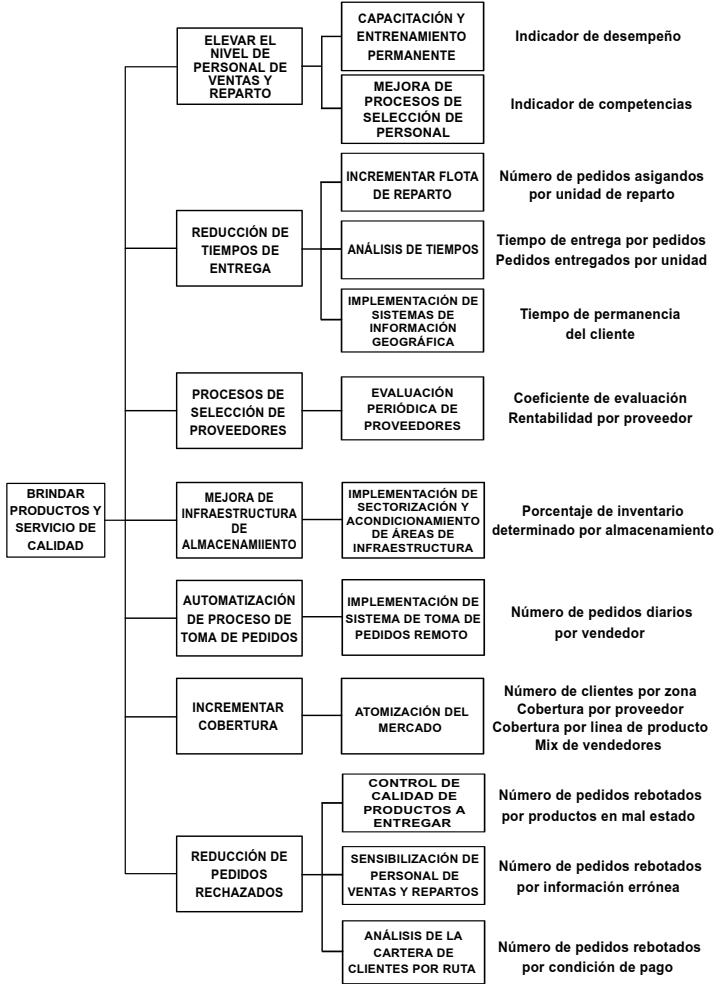 CAPACITACIÓN Y
ENTRENAMIENTO
PERMANENTE
Indicador de desempeño
ELEVAR EL
NIVEL DE
PERSONAL DE
VENTAS Y
REPARTO
MEJORA DE
PROCESOS DE
SELECCIÓN DE
PERSONAL
Indicador de competencias
INCREMENTAR FLOTA
DE REPARTO
Número de pedidos asigandos
por unidad de reparto
REDUCCIÓN DE
TIEMPOS DE
ENTREGA
ANÁLISIS DE TIEMPOS
Tiempo de entrega por pedidos
Pedidos entregados por unidad
IMPLEMENTACIÓN DE
SISTEMAS DE
INFORMACIÓN
GEOGRÁFICA
Tiempo de permanencia
del cliente
PROCESOS DE
SELECCIÓN DE
PROVEEDORES
EVALUACIÓN
PERIÓDICA DE
PROVEEDORES
Coeficiente de evaluación
Rentabilidad por proveedor
BRINDAR
PRODUCTOS Y
SERVICIO DE
CALIDAD
MEJORA DE
INFRAESTRUCTURA
DE
ALMACENAMIIENTO
IMPLEMENTACIÓN DE
SECTORIZACIÓN Y
ACONDICIONAMIENTO
DE ÁREAS DE
INFRAESTRUCTURA
Porcentaje de inventario
determinado por almacenamiento
AUTOMATIZACIÓN
DE PROCESO DE
TOMA DE PEDIDOS
IMPLEMENTACIÓN DE
SISTEMA DE TOMA DE
PEDIDOS REMOTO
Número de pedidos diarios
por vendedor
INCREMENTAR
COBERTURA
ATOMIZACIÓN DEL
MERCADO
Número de clientes por zona
Cobertura por proveedor
Cobertura por linea de producto
Mix de vendedores
CONTROL DE
CALIDAD DE
PRODUCTOS A
ENTREGAR
Número de pedidos rebotados
por productos en mal estado
REDUCCIÓN DE
PEDIDOS
RECHAZADOS
SENSIBILIZACIÓN DE
PERSONAL DE
VENTAS Y REPARTOS
Número de pedidos rebotados
por información errónea
ANÁLISIS DE LA
CARTERA DE
CLIENTES POR RUTA
Número de pedidos rebotados
por condición de pago